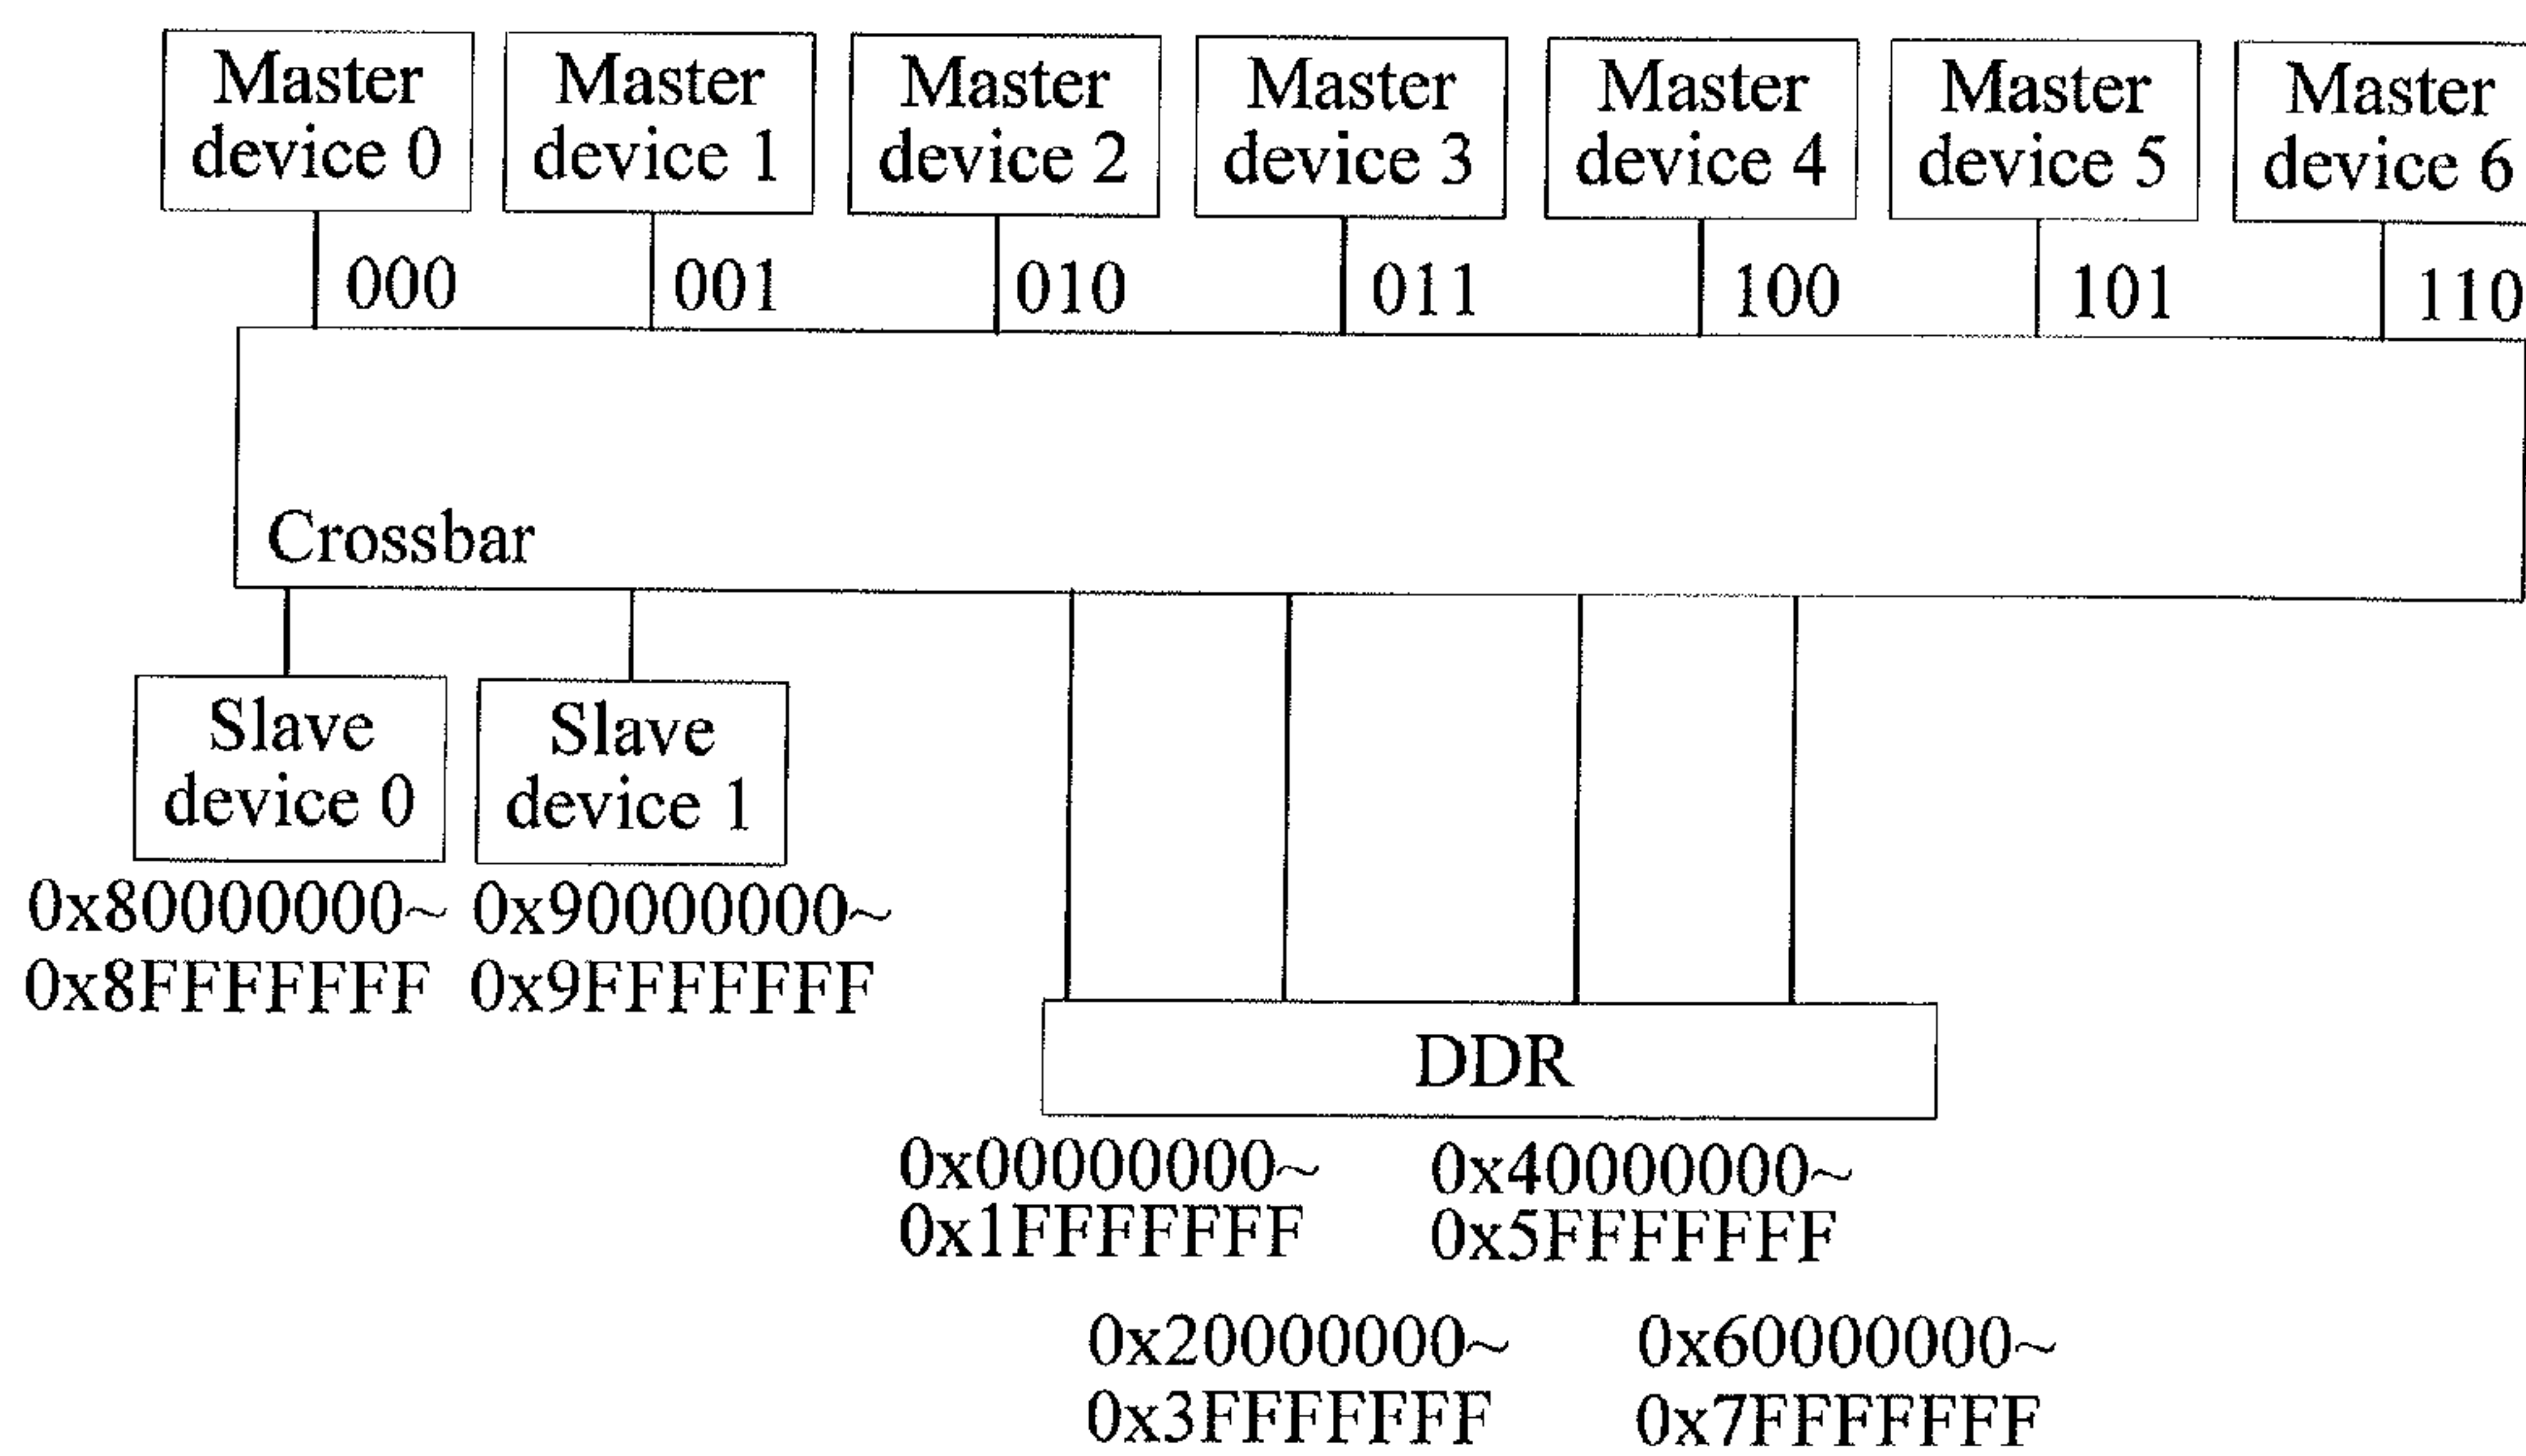 Master
device 0
Master
device 1
Master
device 2
Master
device 3
Master
device 4
Master
device 5
Master
device 6
000
001
010
011
100
101
110
Crossbar
Slave
device 0
Slave
device 1
0x80000000~
0x8FFFFFFF
0x90000000~
0x9FFFFFFF
DDR
0x00000000~
0x1FFFFFFF
0x40000000~
0x5FFFFFFF
0x20000000~
0x3FFFFFFF
0x60000000~
0x7FFFFFFF